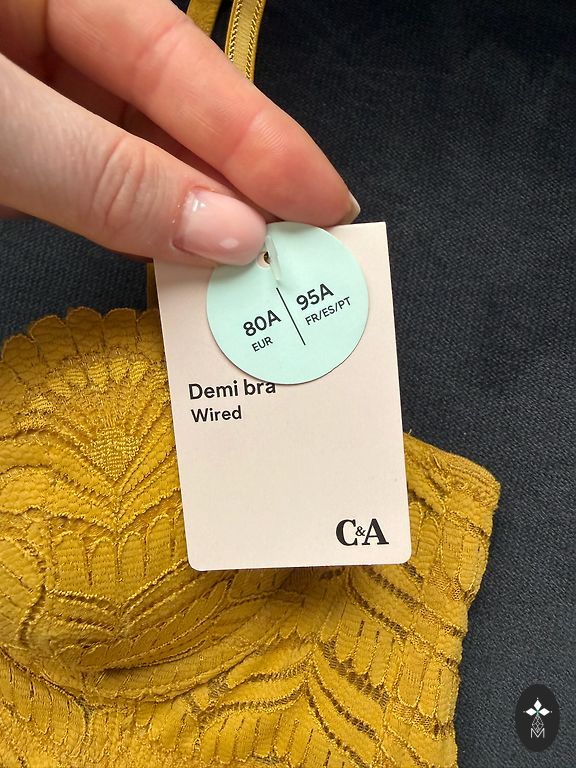 80A
EUR
95A
FR/ES/PT
Demi bra
Wired
C&A